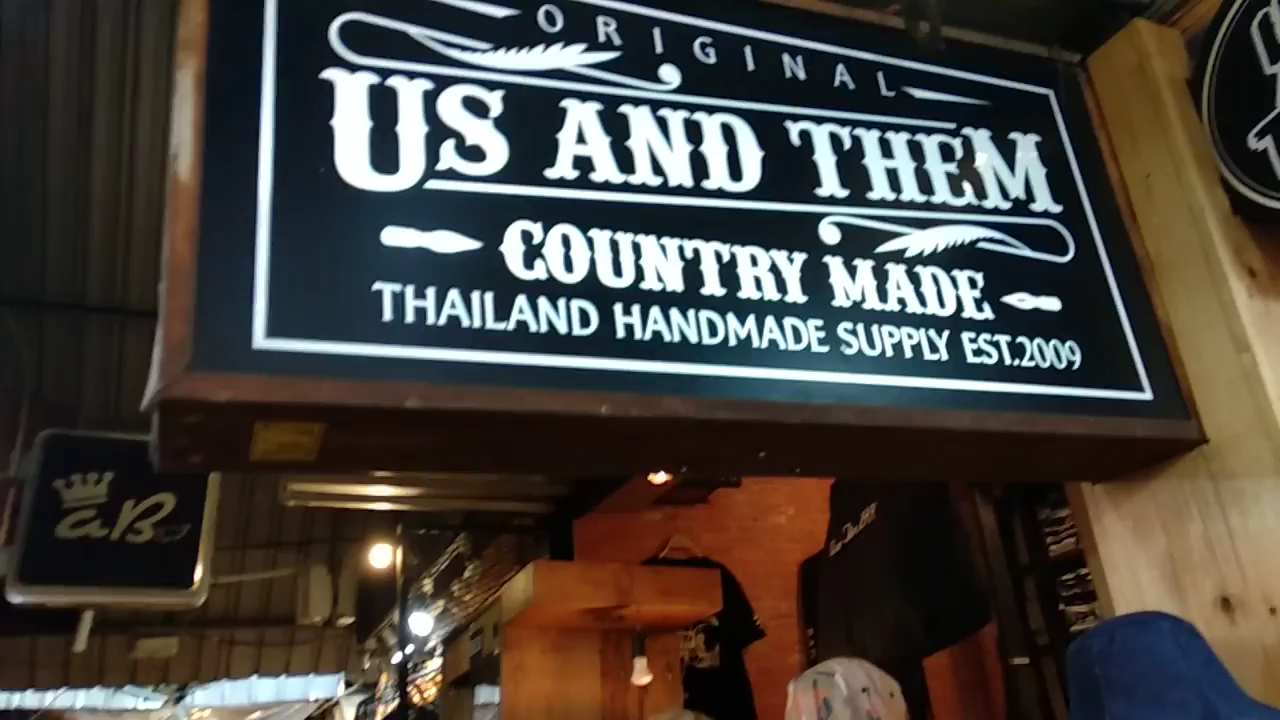 ORIGINAL
US AND THEM
COUNTRY MADE
THAILAND HANDMADE SUPPLY EST.2009
aB